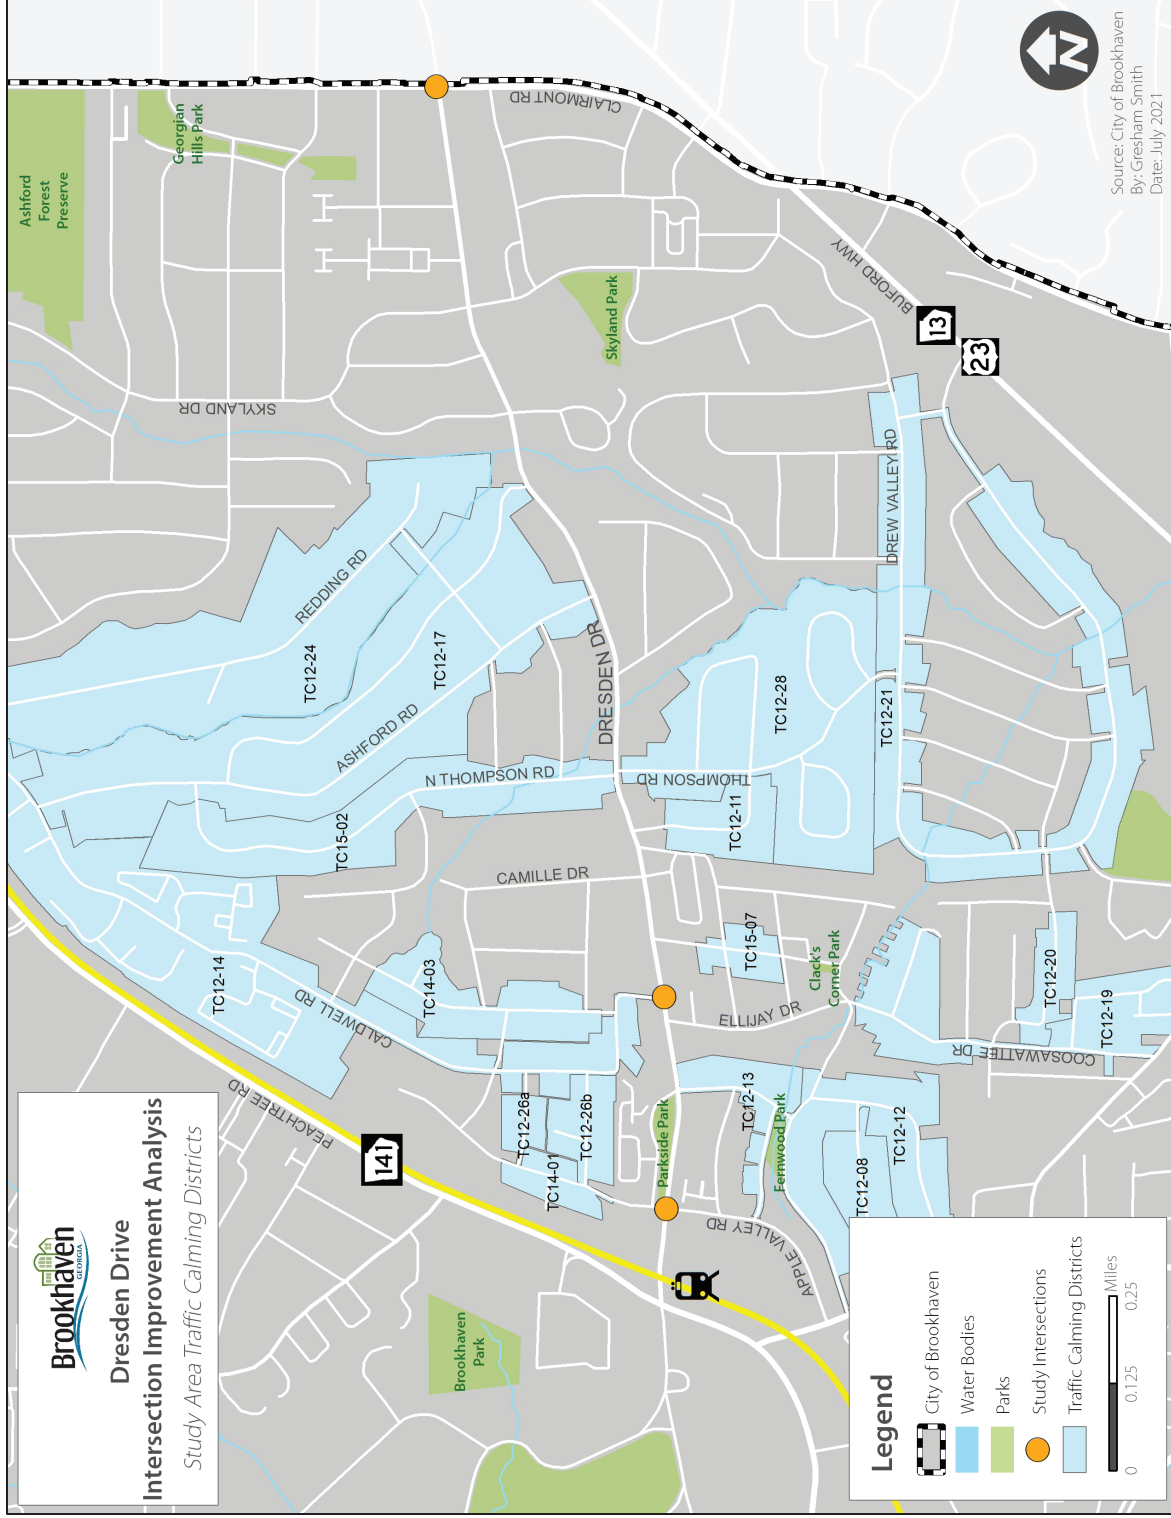 Brookhaven
GEORGIA
Dresden Drive
Intersection Improvement Analysis
Study Area Traffic Calming Districts
N
Source: City of Brookhaven
By: Gresham Smith
Date: July 2021
Ashford
Forest
Preserve
Georgian
Hills Park
CLAIRMONT RD
SKYLAND DR
Skyland Park
BUFORD HWY
13
23
REDDING RD
TC12-24
TC12-17
ASHFORD RD
DRESDEN DR
N THOMPSON RD
THOMPSON RD
TC15-02
TC12-11
TC12-28
DREW VALLEY RD
TC12-21
CAMILLE DR
TC12-14
CALDWELL RD
TC14-03
TC15-07
Clack's
Corner Park
ELLIJAY DR
TC12-20
TC12-19
COOSAWATTEE DR
PEACHTREE RD
141
TC12-26a
TC12-26b
TC14-01
Parkside Park
TC12-13
Fernwood Park
TC12-12
TC12-08
APPLE VALLEY RD
Brookhaven
Park
Legend
City of Brookhaven
Water Bodies
Parks
Study Intersections
Traffic Calming Districts
Miles
0 0.125 0.25